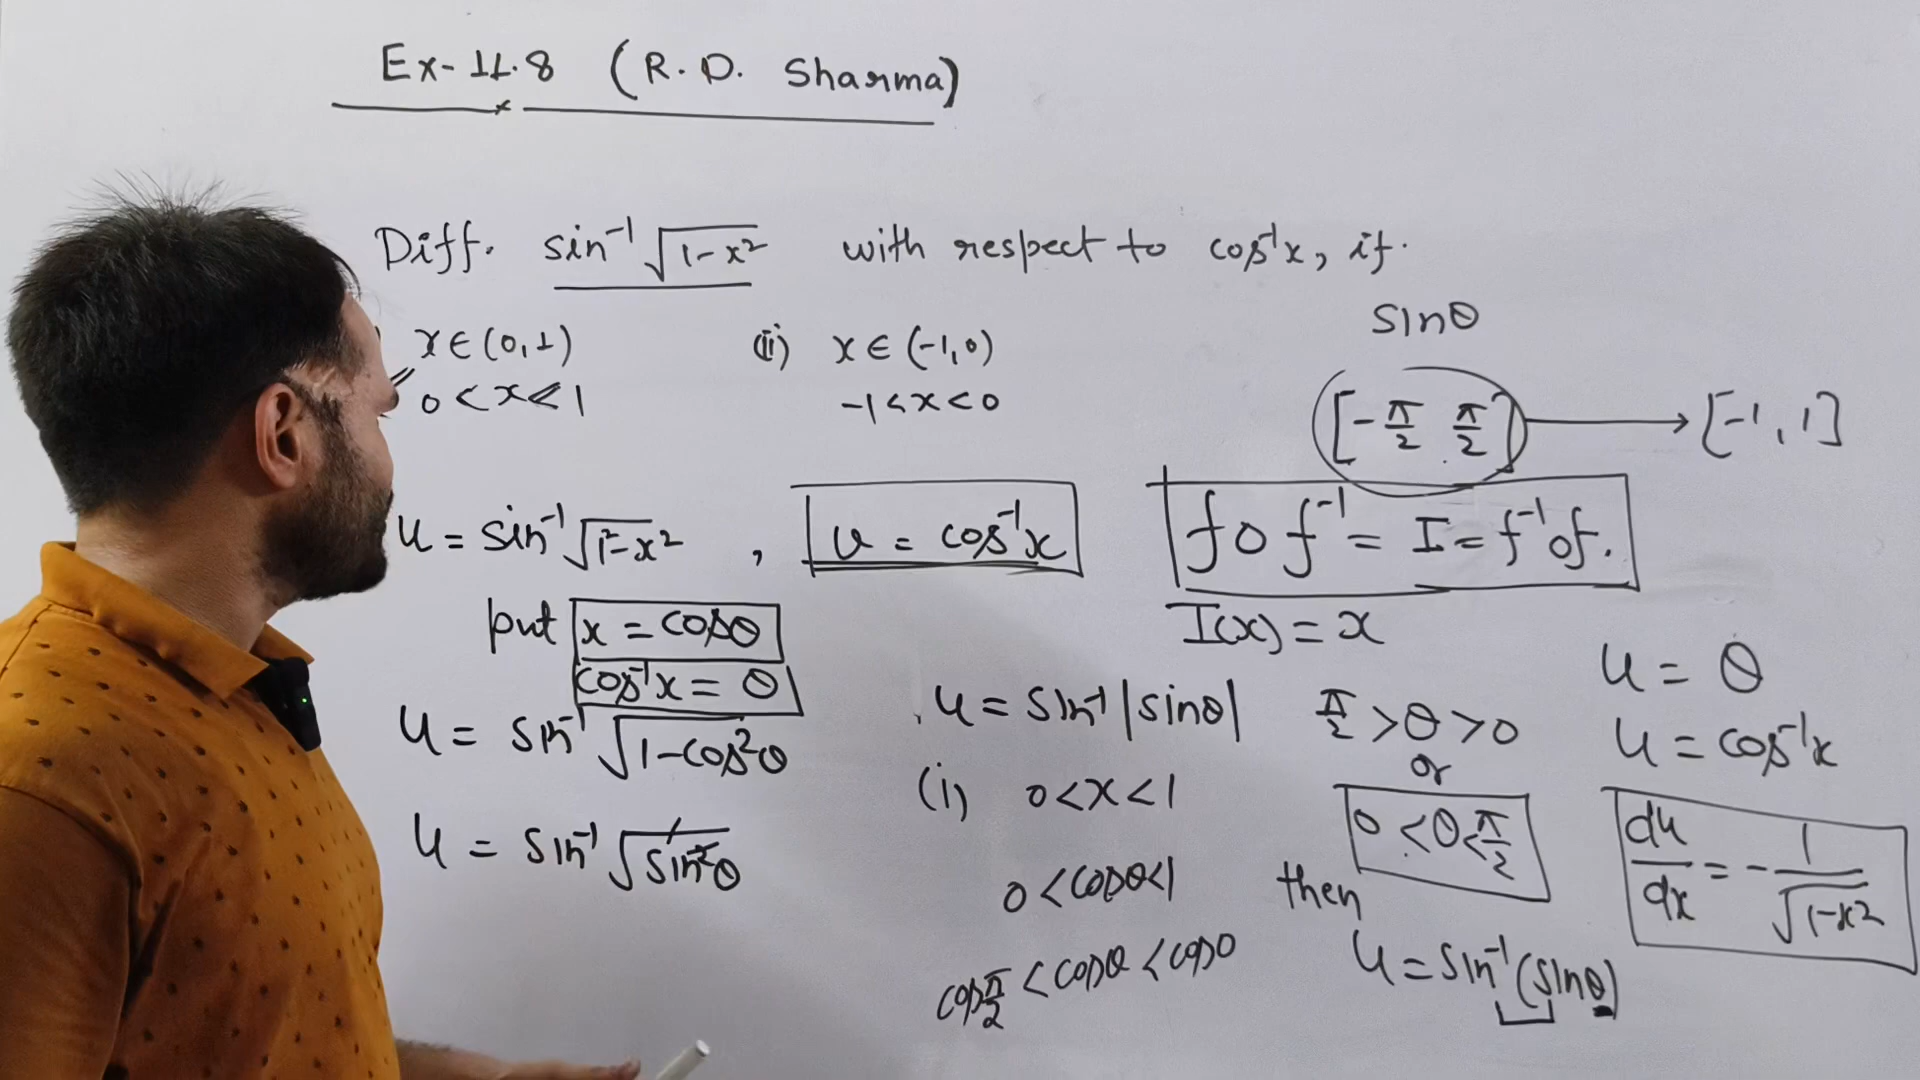 Ex-11.8 (R.D. Sharma)
Diff. sin⁻¹√(1-x²) with respect to cos⁻¹x, if.
x ∈ (0,1)
0 < x < 1
(ii) x ∈ (-1,0)
-1 < x < 0
sinθ
[-π/2 π/2] → [-1, 1]
u = sin⁻¹√(1²-x²) , v = cos⁻¹x
f o f⁻¹ = I = f⁻¹of.
I(x) = x
put x = cosθ
cos⁻¹x = θ
u = sin⁻¹√(1-cos²θ)
u = sin⁻¹√(sin²θ)
u = sin⁻¹|sinθ|
(i) 0 < x < 1
0 < cosθ < 1
cos π/2 < cosθ < cos0
π/2 > θ > 0
or
0 < θ < π/2
then
u = sin⁻¹(sinθ)
u = θ
u = cos⁻¹x
du/dx = - 1/√(1-x²)